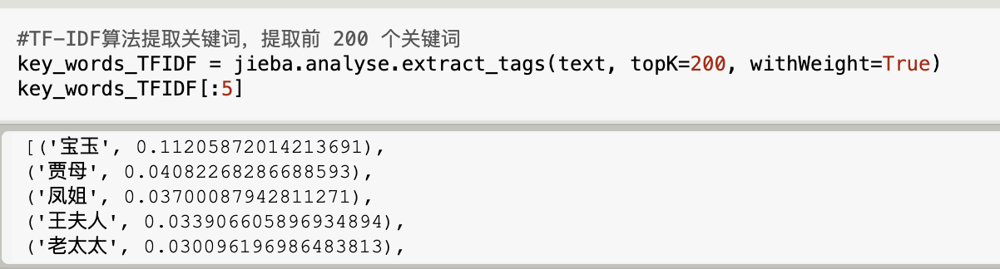 #TF-IDF算法提取关键词，提取前 200 个关键词
key_words_TFIDF = jieba.analyse.extract_tags(text, topK=200, withWeight=True)
key_words_TFIDF[:5]
[('宝玉', 0.11205872014213691),
('贾母', 0.04082268286688593),
('凤姐', 0.03700087942811271),
('王夫人', 0.033906605896934894),
('老太太', 0.0300961969864838​13),